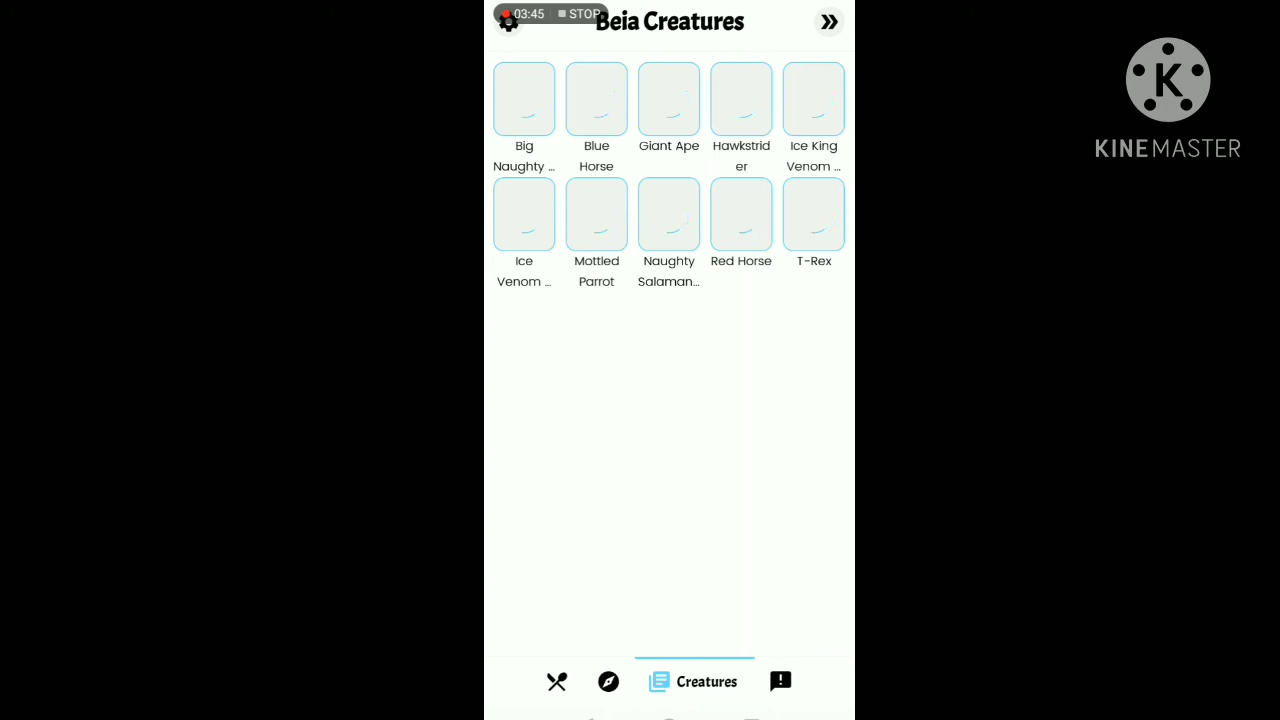 03:45 STOP
Beia Creatures
KINEMASTER
Big Naughty ...
Blue Horse
Giant Ape
Hawkstrid
er
Ice King Venom ...
Ice Venom ...
Mottled Parrot
Naughty Salaman...
Red Horse
T-Rex
Creatures